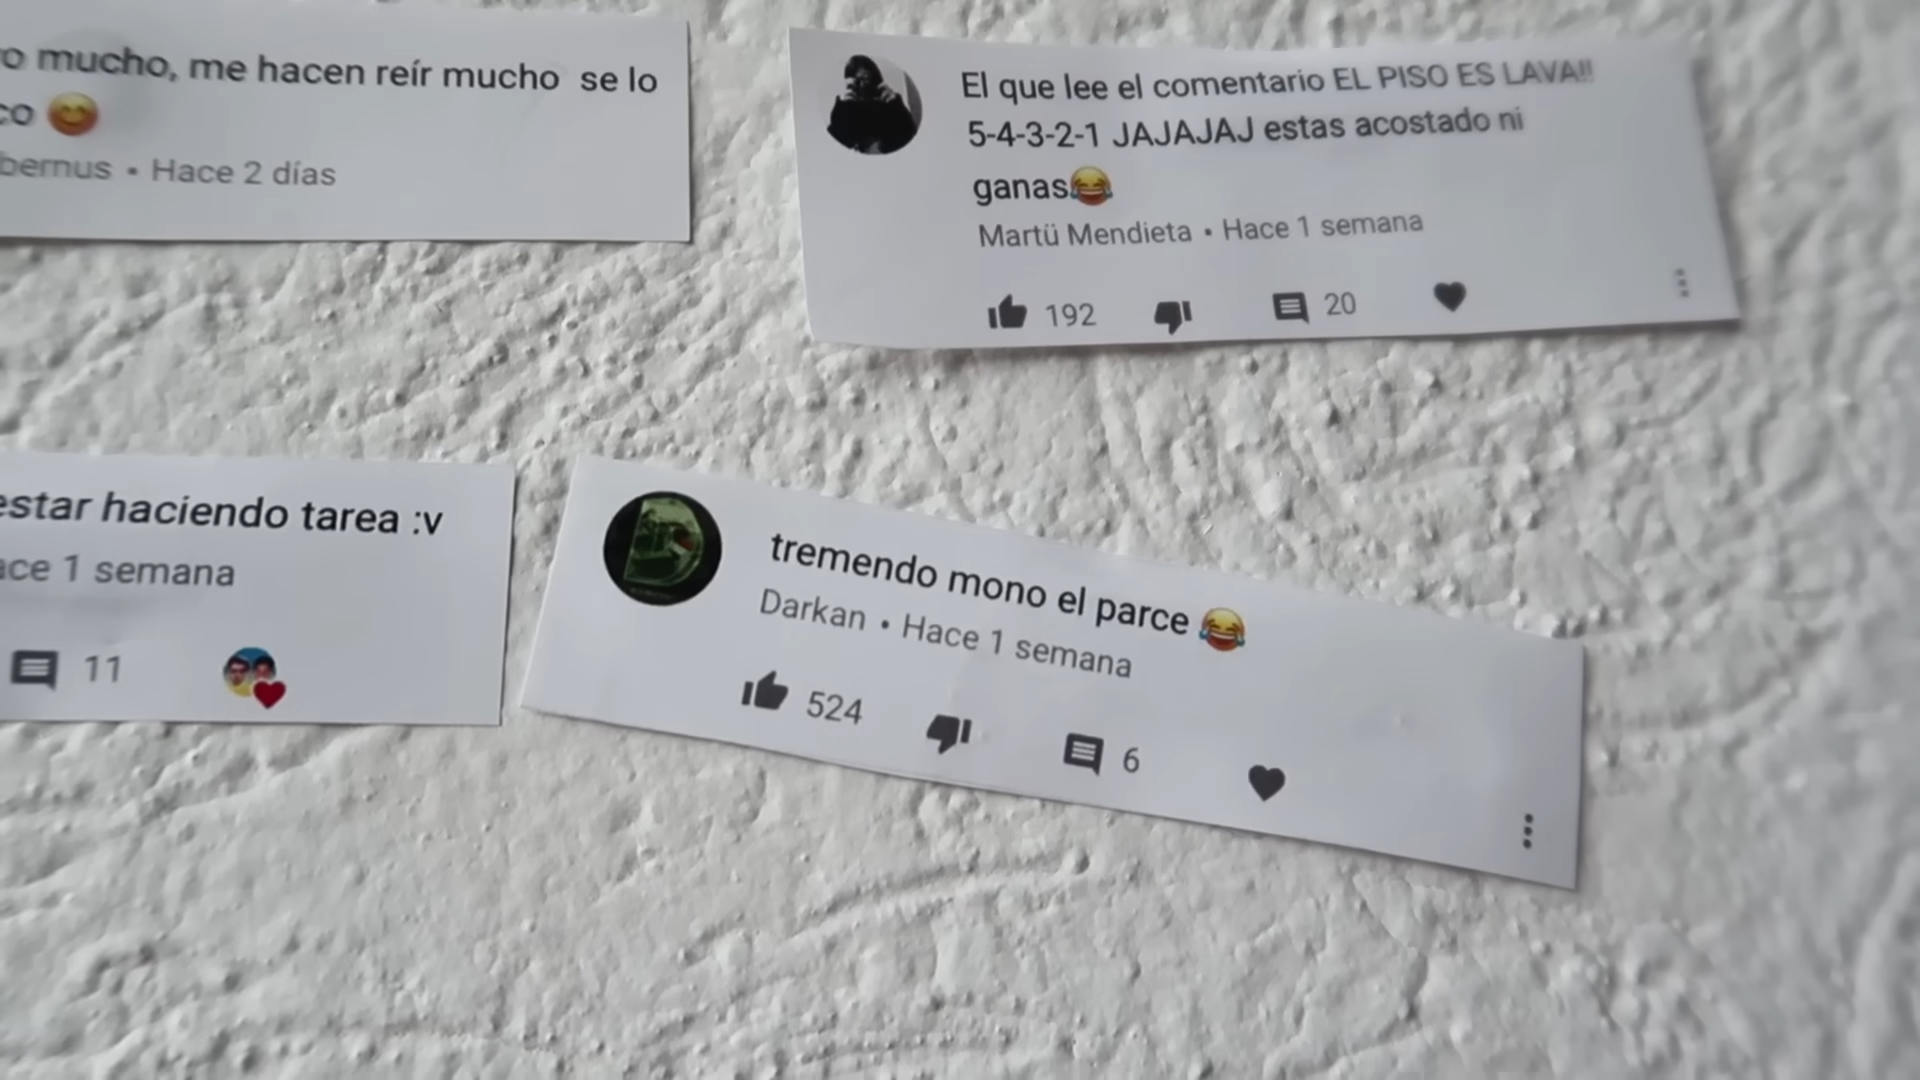 mucho, me hacen reír mucho se lo
bernus • Hace 2 días
El que lee el comentario EL PISO ES LAVA!!
5-4-3-2-1 JAJAJAJ estas acostado ni
ganas😂
Martü Mendieta • Hace 1 semana
192 20
estar haciendo tarea :v
ace 1 semana
11
tremendo mono el parce 😂
Darkan • Hace 1 semana
524 6